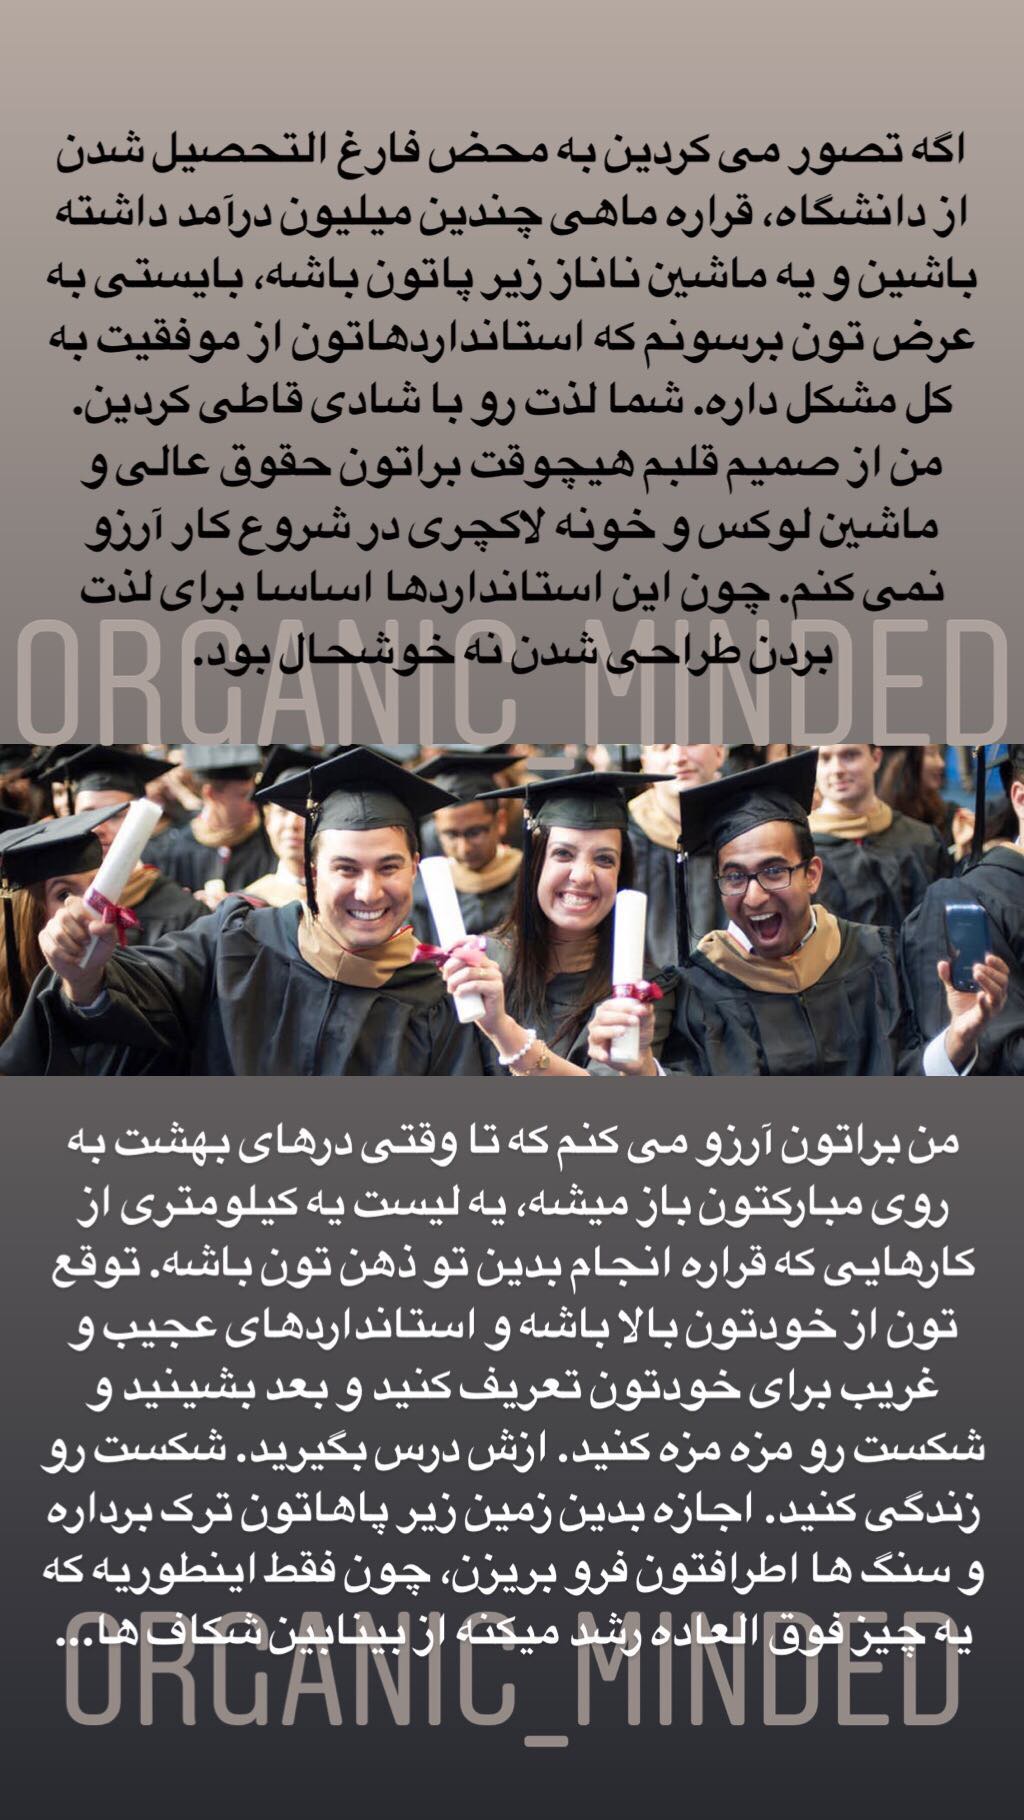 اگه تصور می کردین به محض فارغ التحصیل شدن
از دانشگاه، قراره ماهی چندین میلیون درآمد داشته
باشین و یه ماشین ناناز زیر پاتون باشه، بایستی به
عرض تون برسونم که استانداردهاتون از موفقیت به
کل مشکل داره. شما لذت رو با شادی قاطی کردین.
من از صمیم قلبم هیچوقت براتون حقوق عالی و
ماشین لوکس و خونه لاکچری در شروع کار آرزو
نمی کنم. چون این استانداردها اساسا برای لذت
بردن طراحی شدن نه خوشحال بود.
ORGANIC_MINDED
من براتون آرزو می کنم که تا وقتی درهای بهشت به
روی مبارکتون باز میشه، یه لیست یه کیلومتری از
کارهایی که قراره انجام بدین تو ذهن تون باشه. توقع
تون از خودتون بالا باشه و استانداردهای عجیب و
غریب برای خودتون تعریف کنید و بعد بشینید و
شکست رو مزه مزه کنید. ازش درس بگیرید. شکست رو
زندگی کنید. اجازه بدین زمین زیر پاهاتون ترک برداره
و سنگ ها اطرافتون فرو بریزن، چون فقط اینطوریه که
یه چیز فوق العاده رشد میکنه از بینابین شکاف ها...
ORGANIC_MINDED